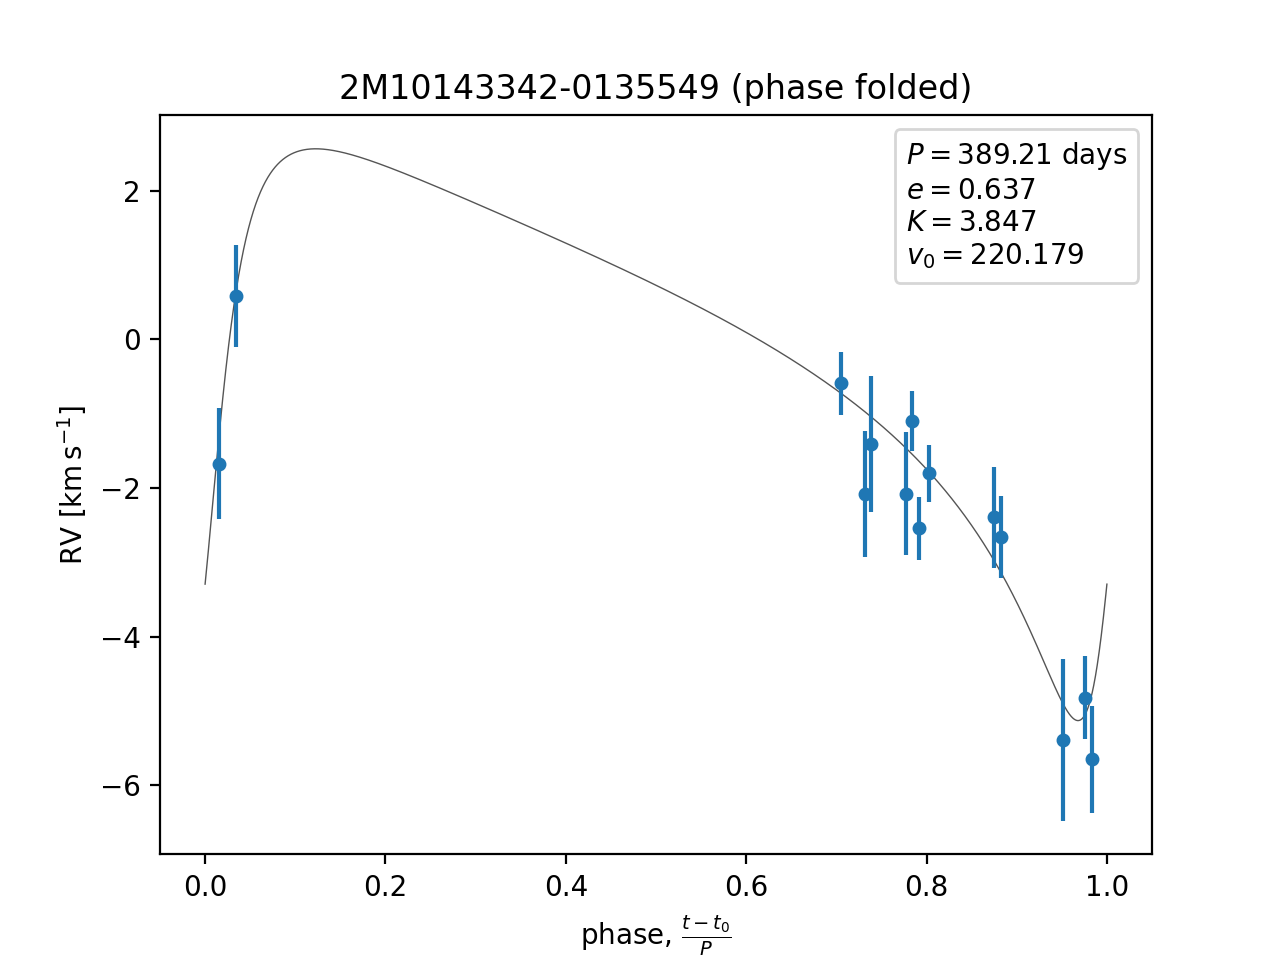 2M10143342-0135549 (phase folded)
P = 389.21 days
e = 0.637
K = 3.847
v₀ = 220.179
RV [km s⁻¹]
2
0
−2
−4
−6
0.0 0.2 0.4 0.6 0.8 1.0
phase, (t − t₀)/P